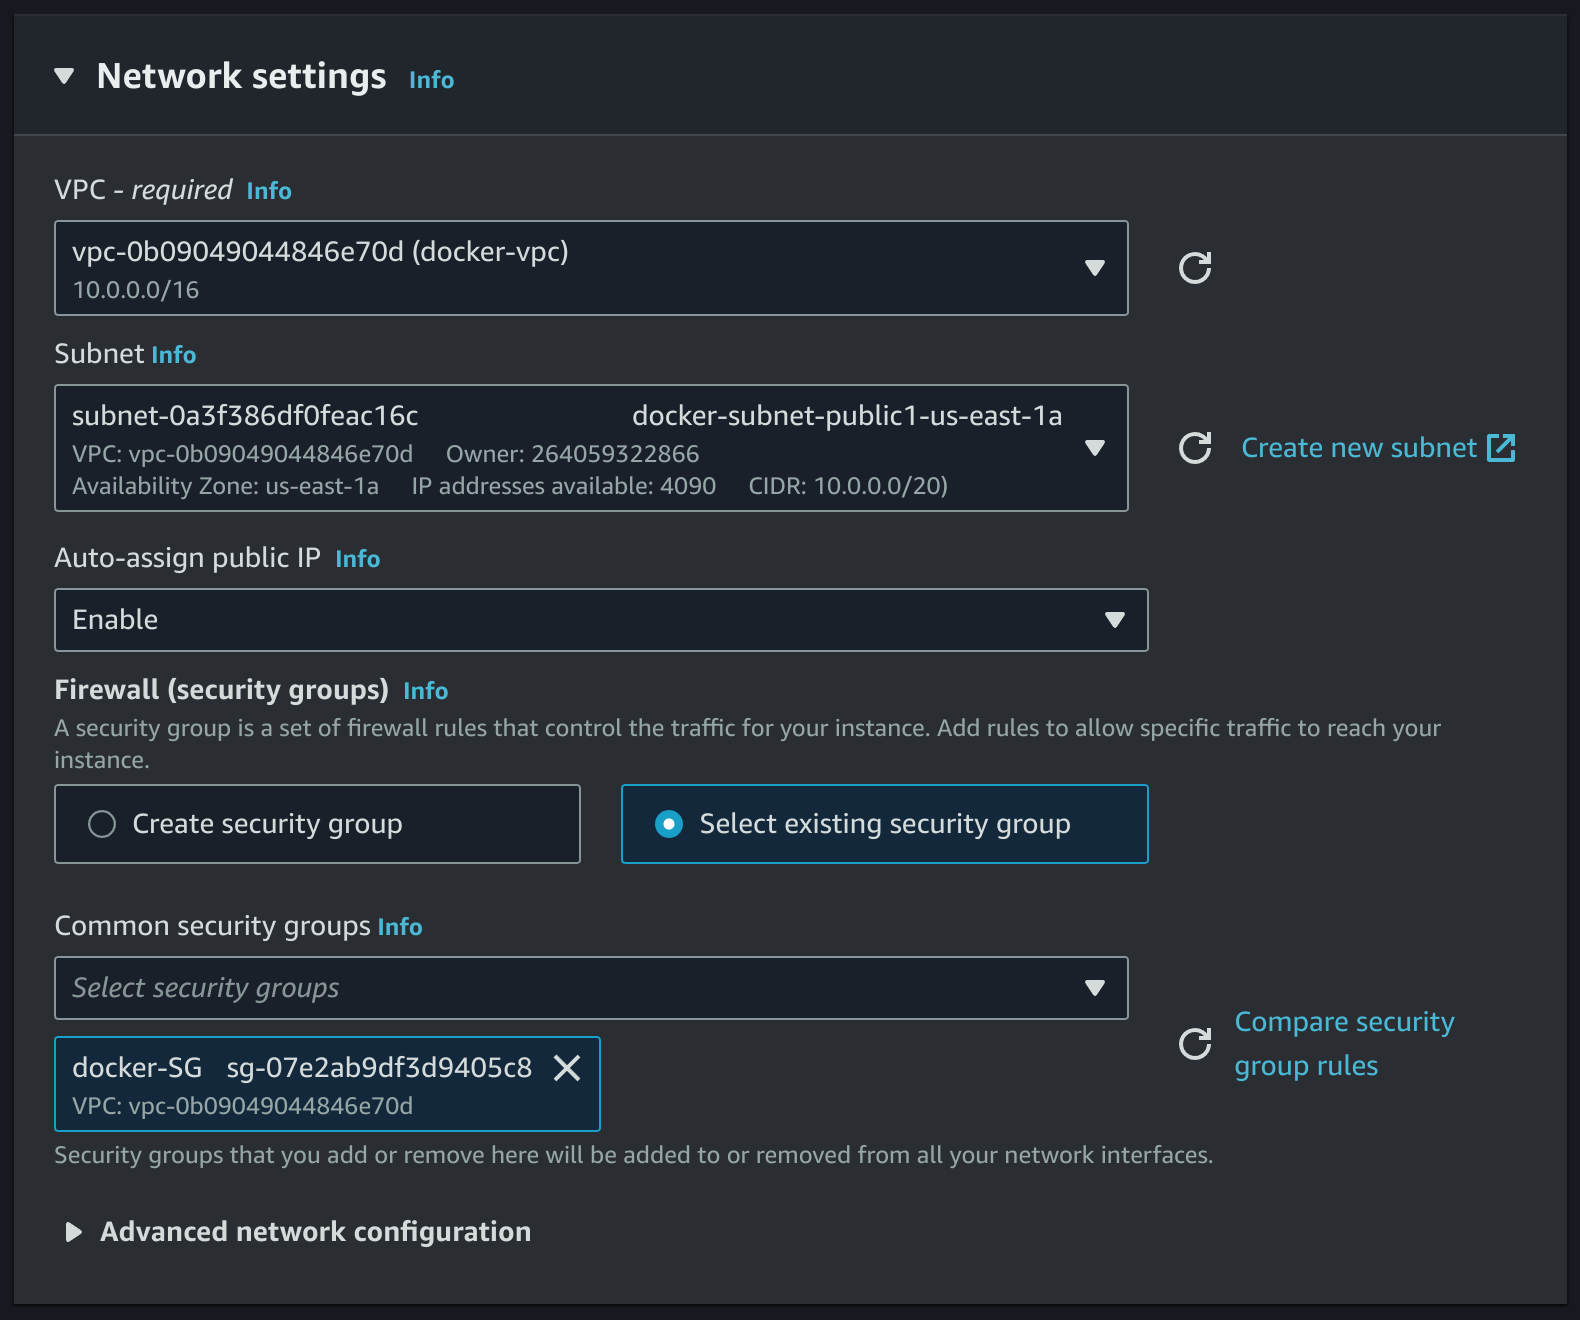 Network settings Info
VPC - required Info
vpc-0b09049044846e70d (docker-vpc)
10.0.0.0/16
Subnet Info
subnet-0a3f386df0feac16c docker-subnet-public1-us-east-1a
VPC: vpc-0b09049044846e70d Owner: 264059322866
Availability Zone: us-east-1a IP addresses available: 4090 CIDR: 10.0.0.0/20)
Create new subnet
Auto-assign public IP Info
Enable
Firewall (security groups) Info
A security group is a set of firewall rules that control the traffic for your instance. Add rules to allow specific traffic to reach your
instance.
Create security group
Select existing security group
Common security groups Info
Select security groups
docker-SG sg-07e2ab9df3d9405c8
VPC: vpc-0b09049044846e70d
Compare security
group rules
Security groups that you add or remove here will be added to or removed from all your network interfaces.
Advanced network configuration